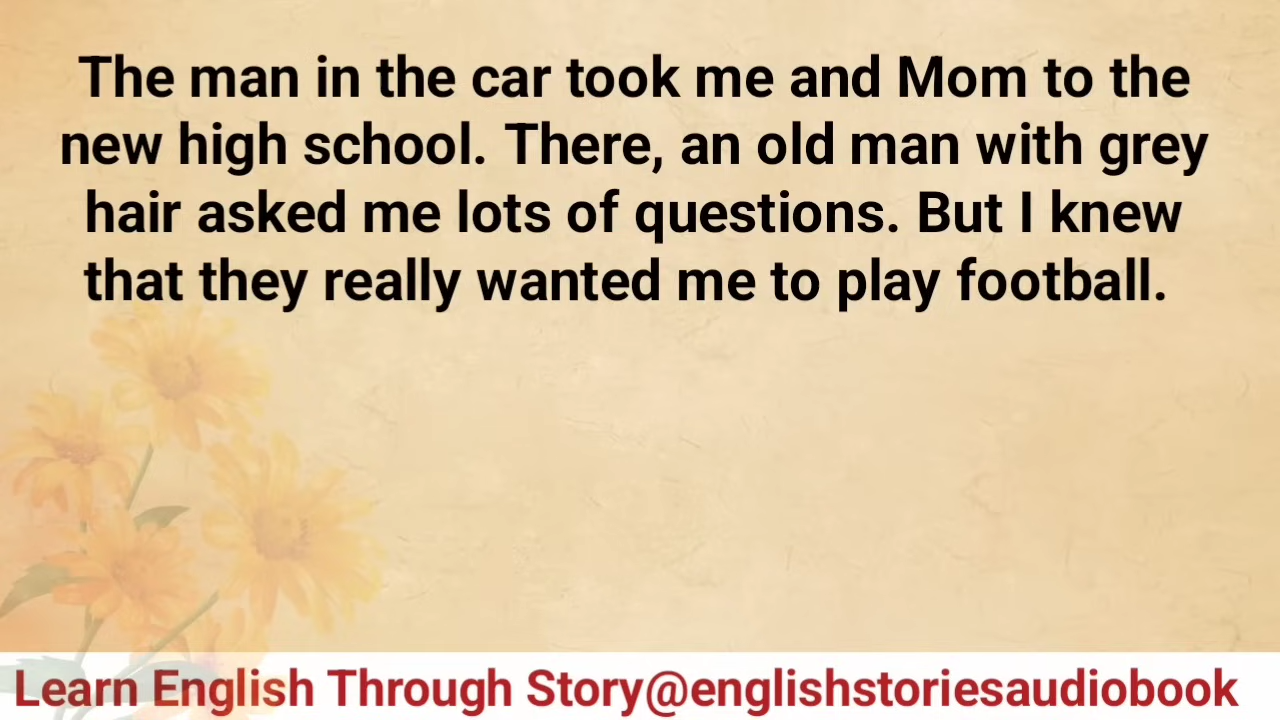 The man in the car took me and Mom to the
new high school. There, an old man with grey
hair asked me lots of questions. But I knew
that they really wanted me to play football.
Learn English Through Story@englishstoriesaudiobook